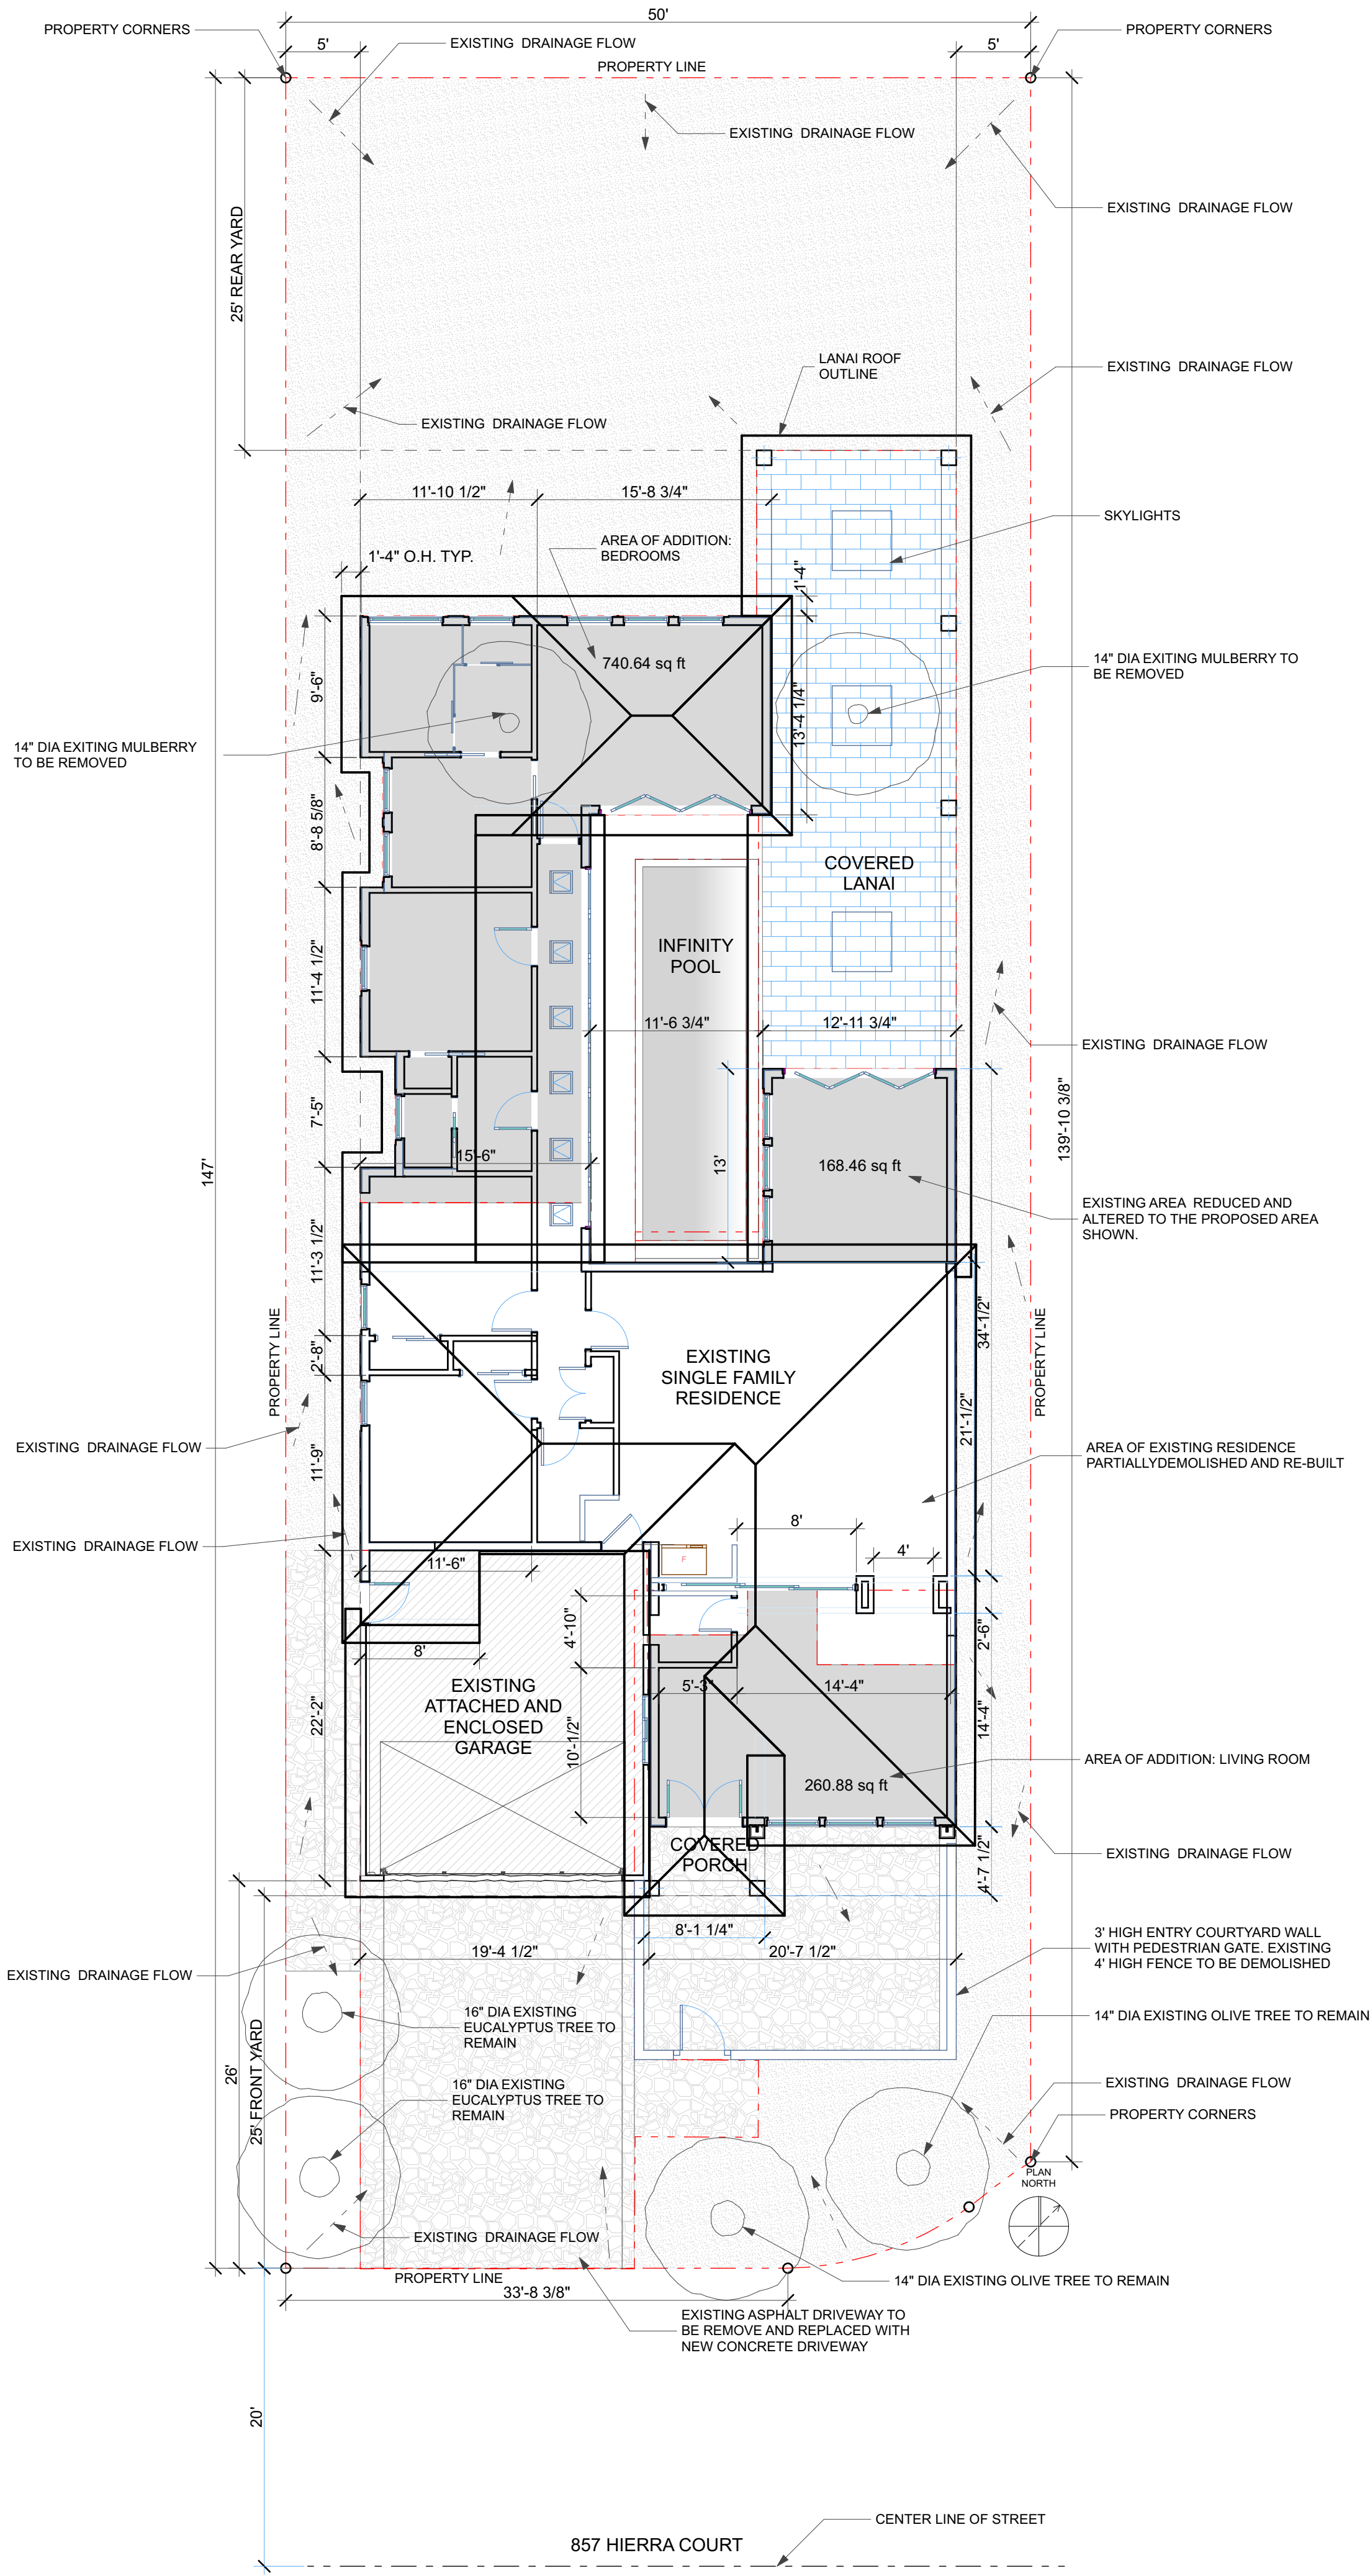 50'
PROPERTY CORNERS
5'
EXISTING  DRAINAGE FLOW
PROPERTY LINE
5'
PROPERTY CORNERS
EXISTING  DRAINAGE FLOW
EXISTING  DRAINAGE FLOW
25' REAR YARD
LANAI ROOF
OUTLINE
EXISTING  DRAINAGE FLOW
EXISTING  DRAINAGE FLOW
11'-10 1/2"
15'-8 3/4"
SKYLIGHTS
AREA OF ADDITION:
BEDROOMS
1'-4" O.H. TYP.
1'-4"
740.64 sq ft
9'-6"
13'-4 1/4"
14" DIA EXITING MULBERRY TO
BE REMOVED
14" DIA EXITING MULBERRY
TO BE REMOVED
8'-8 5/8"
COVERED
LANAI
INFINITY
POOL
11'-4 1/2"
11'-6 3/4"
12'-11 3/4"
EXISTING  DRAINAGE FLOW
7'-5"
139'-10 3/8"
15'-6"
13'
147'
168.46 sq ft
EXISTING AREA  REDUCED AND
ALTERED TO THE PROPOSED AREA
SHOWN.
11'-3 1/2"
PROPERTY LINE
PROPERTY LINE
34'-1/2"
2'-8"
EXISTING
SINGLE FAMILY
RESIDENCE
21'-1/2"
EXISTING  DRAINAGE FLOW
AREA OF EXISTING RESIDENCE
PARTIALLYDEMOLISHED AND RE-BUILT
11'-9"
8'
EXISTING  DRAINAGE FLOW
4'
11'-6"
F
4'-10"
2'-6"
8'
EXISTING
ATTACHED AND
ENCLOSED
GARAGE
5'-3"
14'-4"
22'-2"
10'-1/2"
14'-4"
AREA OF ADDITION: LIVING ROOM
260.88 sq ft
COVERED
PORCH
EXISTING  DRAINAGE FLOW
4'-7 1/2"
8'-1 1/4"
3' HIGH ENTRY COURTYARD WALL
WITH PEDESTRIAN GATE. EXISTING
4' HIGH FENCE TO BE DEMOLISHED
19'-4 1/2"
20'-7 1/2"
EXISTING  DRAINAGE FLOW
16" DIA EXISTING
EUCALYPTUS TREE TO
REMAIN
14" DIA EXISTING OLIVE TREE TO REMAIN
26'
25' FRONT YARD
16" DIA EXISTING
EUCALYPTUS TREE TO
REMAIN
EXISTING  DRAINAGE FLOW
PROPERTY CORNERS
PLAN
NORTH
EXISTING  DRAINAGE FLOW
PROPERTY LINE
14" DIA EXISTING OLIVE TREE TO REMAIN
33'-8 3/8"
EXISTING ASPHALT DRIVEWAY TO
BE REMOVE AND REPLACED WITH
NEW CONCRETE DRIVEWAY
20'
CENTER LINE OF STREET
857 HIERRA COURT